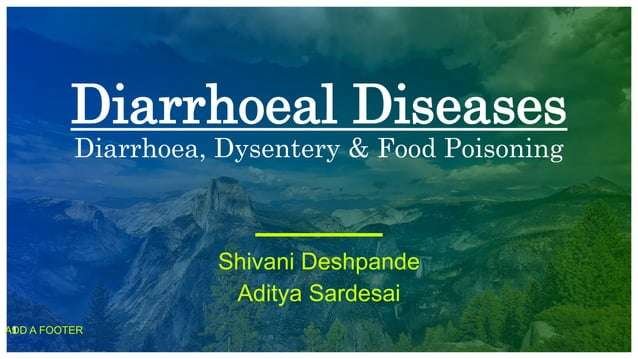 Diarrhoeal Diseases
Diarrhoea, Dysentery & Food Poisoning
Shivani Deshpande
Aditya Sardesai
ADD A FOOTER